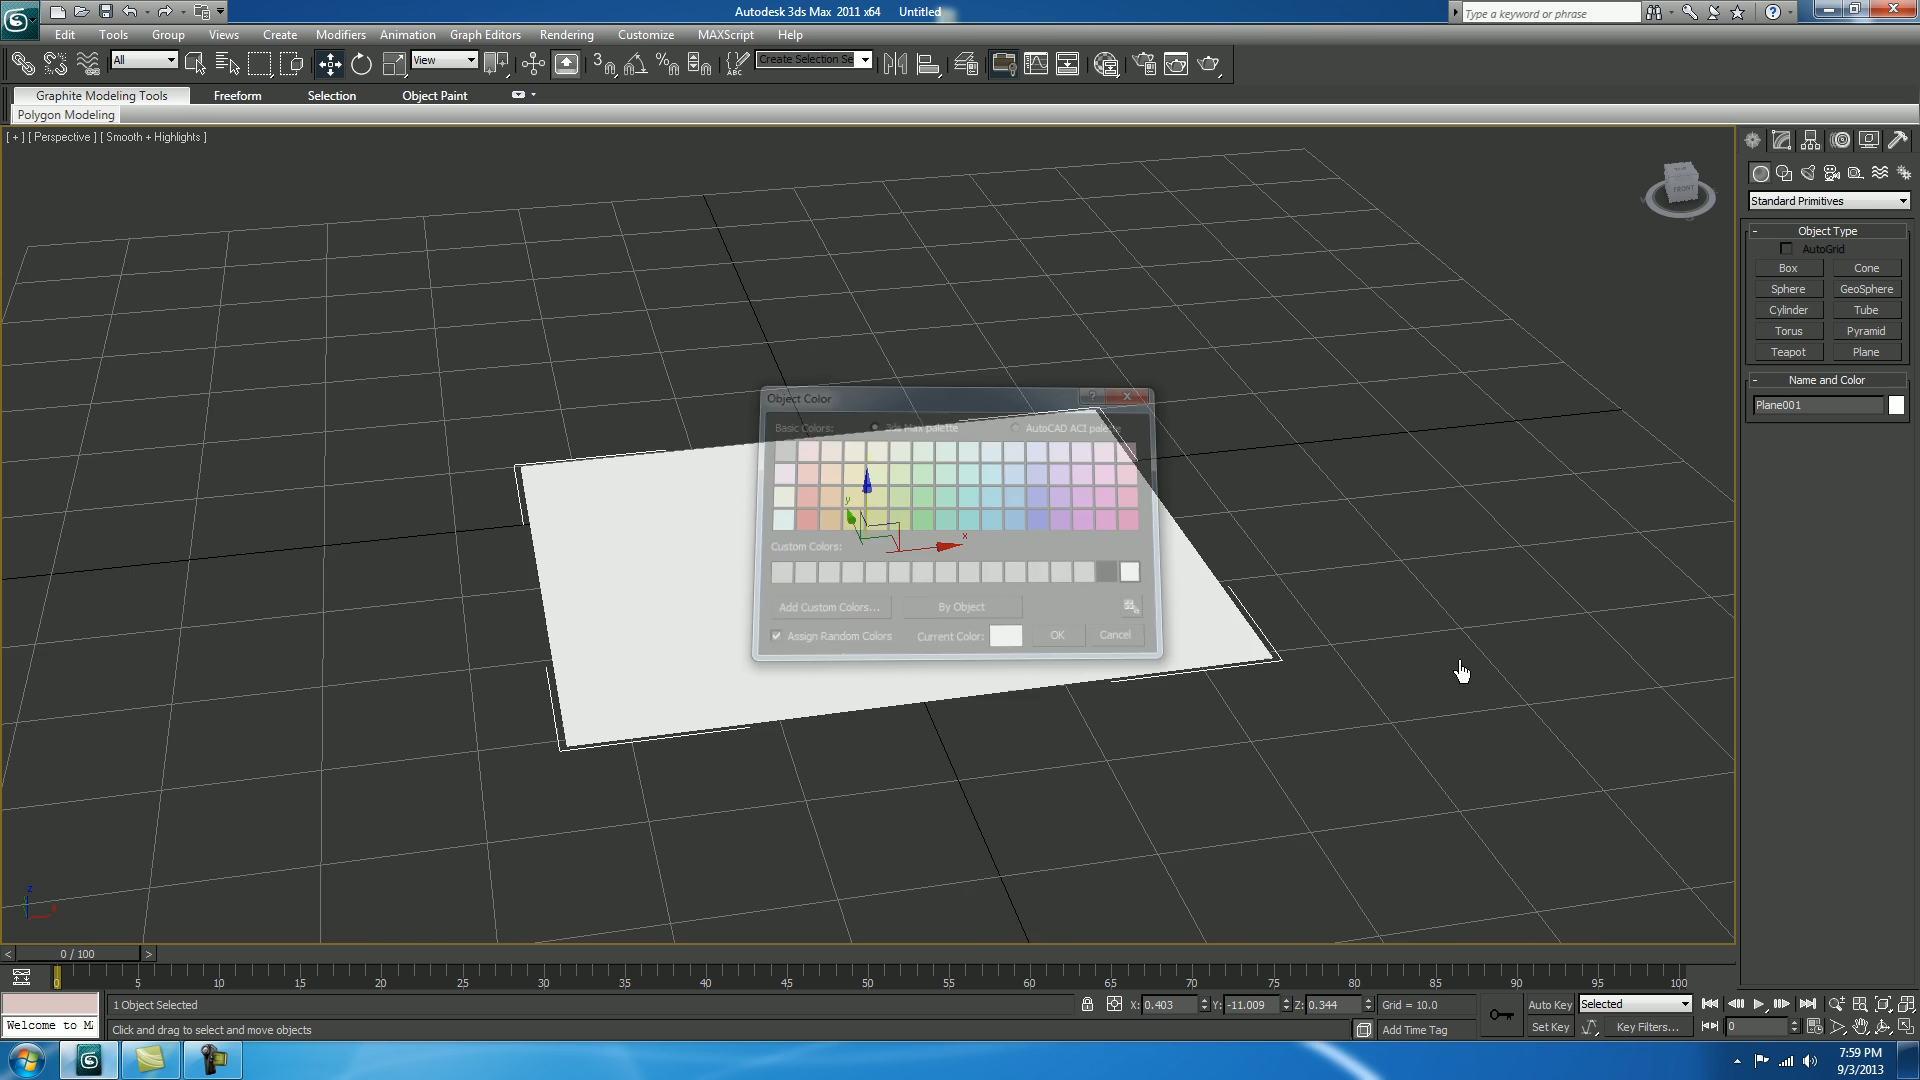 Autodesk 3ds Max 2011 x64 Untitled
Type a keyword or phrase
Edit Tools Group Views Create Modifiers Animation Graph Editors Rendering Customize MAXScript Help
All
View
3
ABC
Create Selection Se
Graphite Modeling Tools Freeform Selection Object Paint
Polygon Modeling
[ + ] [ Perspective ] [ Smooth + Highlights ]
FRONT
Standard Primitives
- Object Type
AutoGrid
Box Cone
Sphere GeoSphere
Cylinder Tube
Torus Pyramid
Teapot Plane
- Name and Color
Plane001
Object Color
Basic Colors: 3ds Max palette AutoCAD ACI palette
y
x
Custom Colors:
Add Custom Colors... By Object
Assign Random Colors Current Color: OK Cancel
z
< 0 / 100 >
0 5 10 15 20 25 30 35 40 45 50 55 60 65 70 75 80 85 90 95 100
1 Object Selected X: 0.403 Y: -11.009 Z: 0.344 Grid = 10.0 Auto Key Selected
Welcome to Click and drag to select and move objects Add Time Tag Set Key Key Filters... 0
7:59 PM
9/3/2013